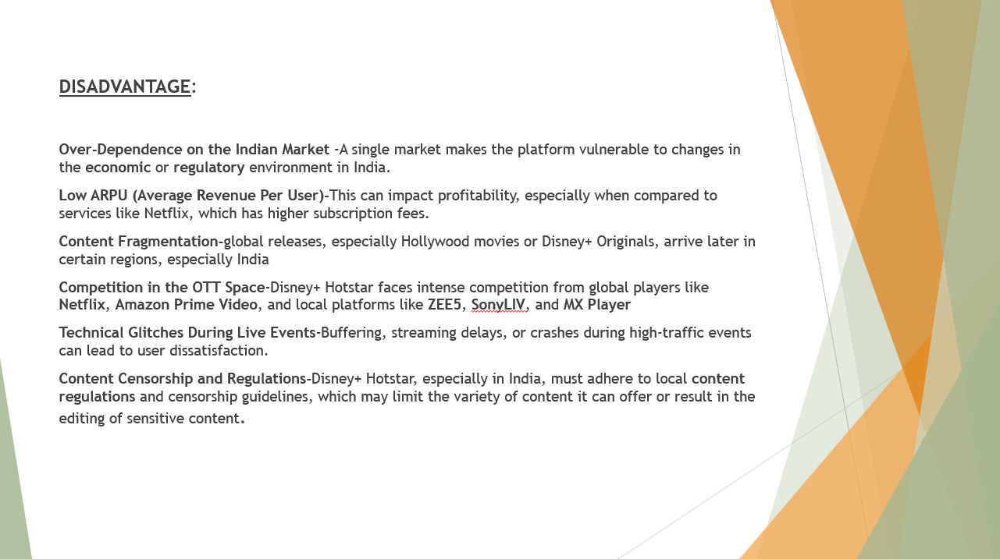 DISADVANTAGE:
Over-Dependence on the Indian Market -A single market makes the platform vulnerable to changes in
the economic or regulatory environment in India.
Low ARPU (Average Revenue Per User)-This can impact profitability, especially when compared to
services like Netflix, which has higher subscription fees.
Content Fragmentation-global releases, especially Hollywood movies or Disney+ Originals, arrive later in
certain regions, especially India
Competition in the OTT Space-Disney+ Hotstar faces intense competition from global players like
Netflix, Amazon Prime Video, and local platforms like ZEE5, SonyLIV, and MX Player
Technical Glitches During Live Events-Buffering, streaming delays, or crashes during high-traffic events
can lead to user dissatisfaction.
Content Censorship and Regulations-Disney+ Hotstar, especially in India, must adhere to local content
regulations and censorship guidelines, which may limit the variety of content it can offer or result in the
editing of sensitive content.